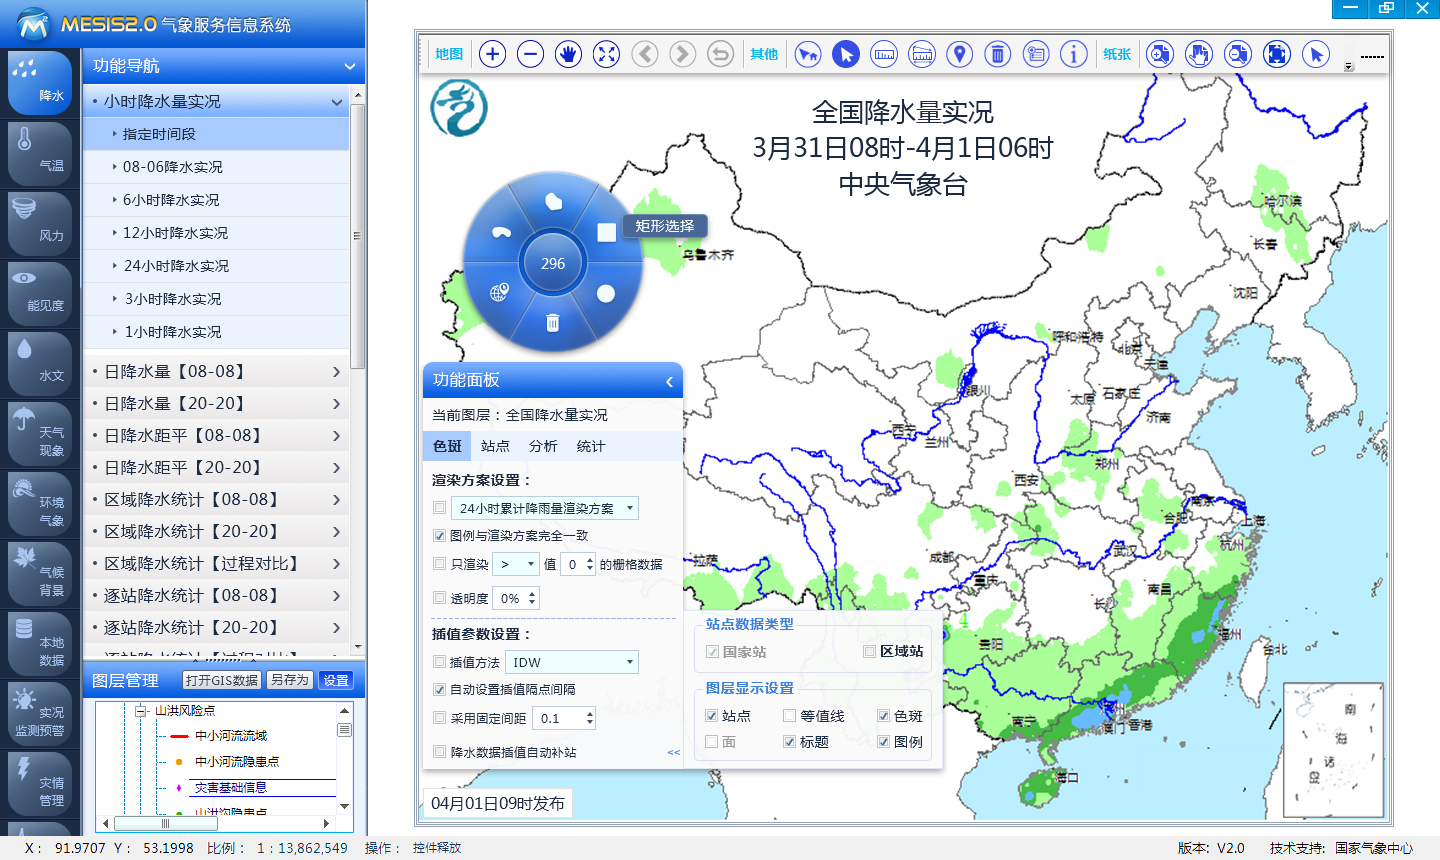 MESIS2.0 气象服务信息系统
降水
气温
风力
能见度
水文
天气
现象
环境
气象
气候
背景
本地
数据
实况
监测预警
灾情
管理
功能导航
小时降水量实况
指定时间段
08-06降水实况
6小时降水实况
12小时降水实况
24小时降水实况
3小时降水实况
1小时降水实况
日降水量【08-08】
日降水量【20-20】
日降水距平【08-08】
日降水距平【20-20】
区域降水统计【08-08】
区域降水统计【20-20】
区域降水统计【过程对比】
逐站降水统计【08-08】
逐站降水统计【20-20】
逐站降水统计【过程对比】
图层管理 打开GIS数据 另存为 设置
山洪风险点
中小河流流域
中小河流隐患点
灾害基础信息
山洪沟隐患点
地图 其他 纸张
全国降水量实况
3月31日08时-4月1日06时
中央气象台
296
矩形选择
乌鲁木齐
哈尔滨
长春
沈阳
呼和浩特
北京
天津
银川
太原
石家庄
济南
西宁
兰州
郑州
西安
南京
合肥
上海
杭州
拉萨
成都
武汉
重庆
南昌
长沙
贵阳
福州
台北
南宁
广州
澳门 香港
海口
4
南
海
诸
岛
功能面板
当前图层：全国降水量实况
色斑 站点 分析 统计
渲染方案设置：
24小时累计降雨量渲染方案
图例与渲染方案完全一致
只渲染 > 值 0 的栅格数据
透明度 0%
插值参数设置：
插值方法 IDW
自动设置插值隔点间隔
采用固定间距 0.1
降水数据插值自动补站 <<
站点数据类型
国家站 区域站
图层显示设置
站点 等值线 色斑
面 标题 图例
04月01日09时发布
X： 91.9707 Y： 53.1998 比例： 1：13,862,549 操作： 控件释放
版本: V2.0 技术支持: 国家气象中心